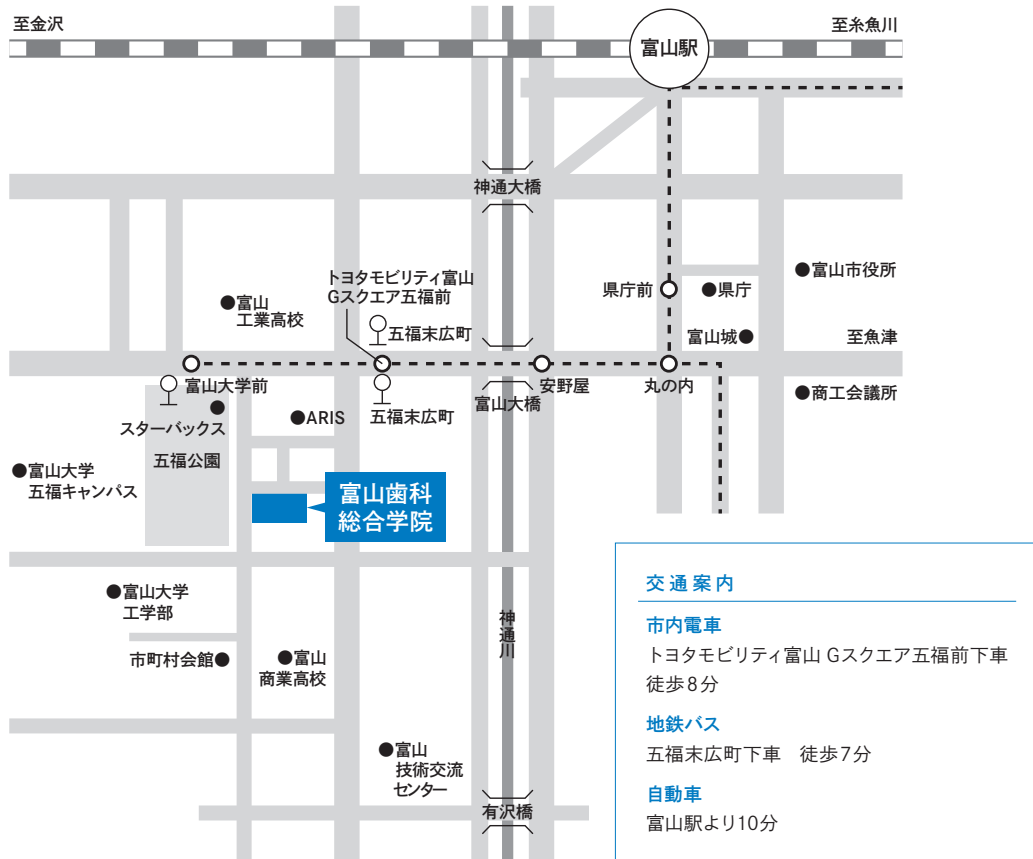 至金沢
至糸魚川
富山駅
神通大橋
トヨタモビリティ富山
Gスクエア五福前
富山
工業高校
五福末広町
県庁前
県庁
富山市役所
富山城
至魚津
富山大学前
五福末広町
富山大橋
安野屋
丸の内
商工会議所
スターバックス
ARIS
五福公園
富山大学
五福キャンパス
富山歯科
総合学院
富山大学
工学部
市町村会館
富山
商業高校
神通川
富山
技術交流
センター
有沢橋
交通案内
市内電車
トヨタモビリティ富山 Gスクエア五福前下車
徒歩8分
地鉄バス
五福末広町下車　徒歩7分
自動車
富山駅より10分